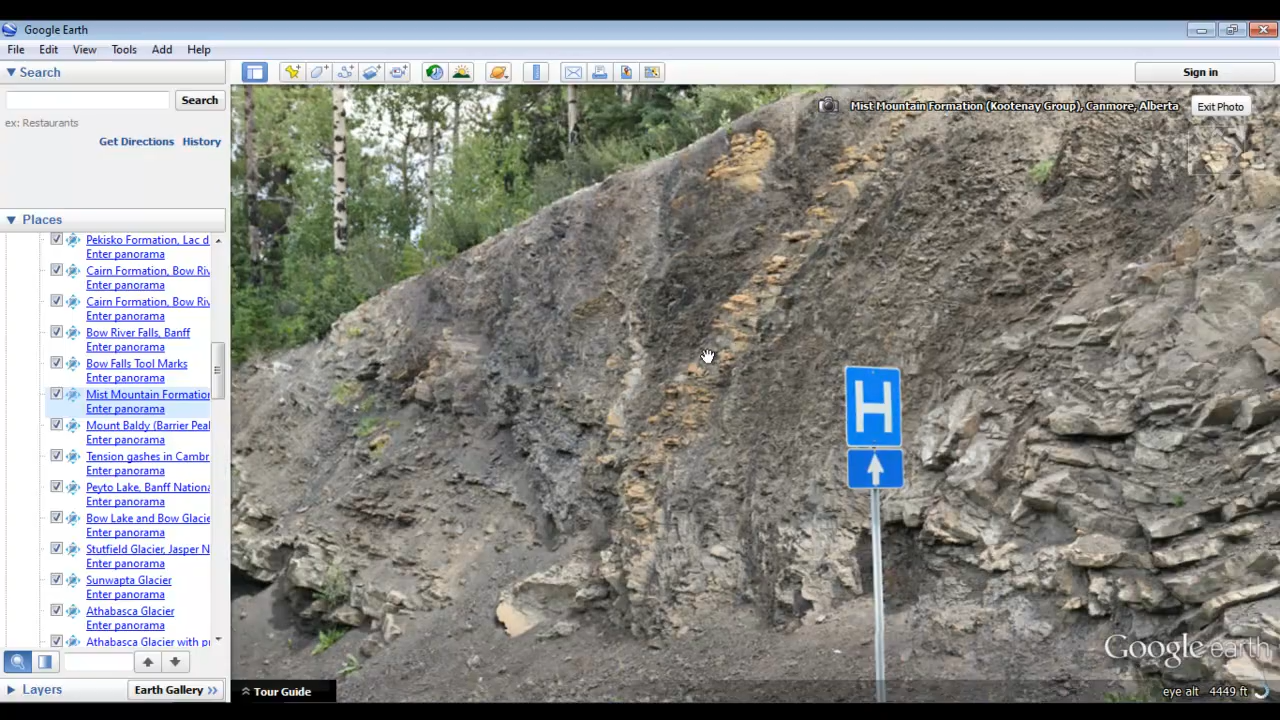 Google Earth
File Edit View Tools Add Help
Search
Search
ex: Restaurants
Get Directions History
Places
Pekisko Formation, Lac d
Enter panorama
Cairn Formation, Bow Riv
Enter panorama
Cairn Formation, Bow Riv
Enter panorama
Bow River Falls, Banff
Enter panorama
Bow Falls Tool Marks
Enter panorama
Mist Mountain Formation
Enter panorama
Mount Baldy (Barrier Peal
Enter panorama
Tension gashes in Cambr
Enter panorama
Peyto Lake, Banff Nationa
Enter panorama
Bow Lake and Bow Glacie
Enter panorama
Stutfield Glacier, Jasper N
Enter panorama
Sunwapta Glacier
Enter panorama
Athabasca Glacier
Enter panorama
Athabasca Glacier with pr
Layers
Earth Gallery >>
Sign in
Mist Mountain Formation (Kootenay Group), Canmore, Alberta
Exit Photo
H
Google earth
Tour Guide
eye alt 4449 ft